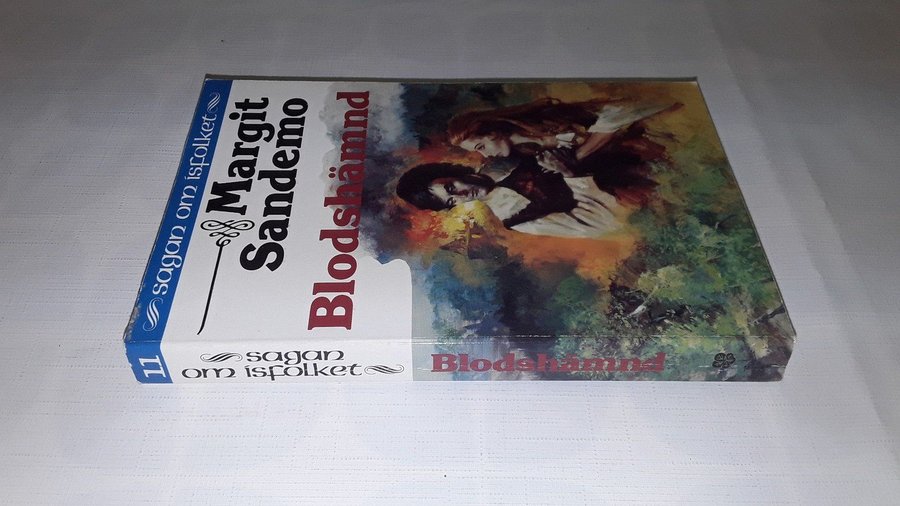 sagan om isfolket
Margit
Sandemo
Blodshämnd
11
sagan
om isfolket
Blodshämnd